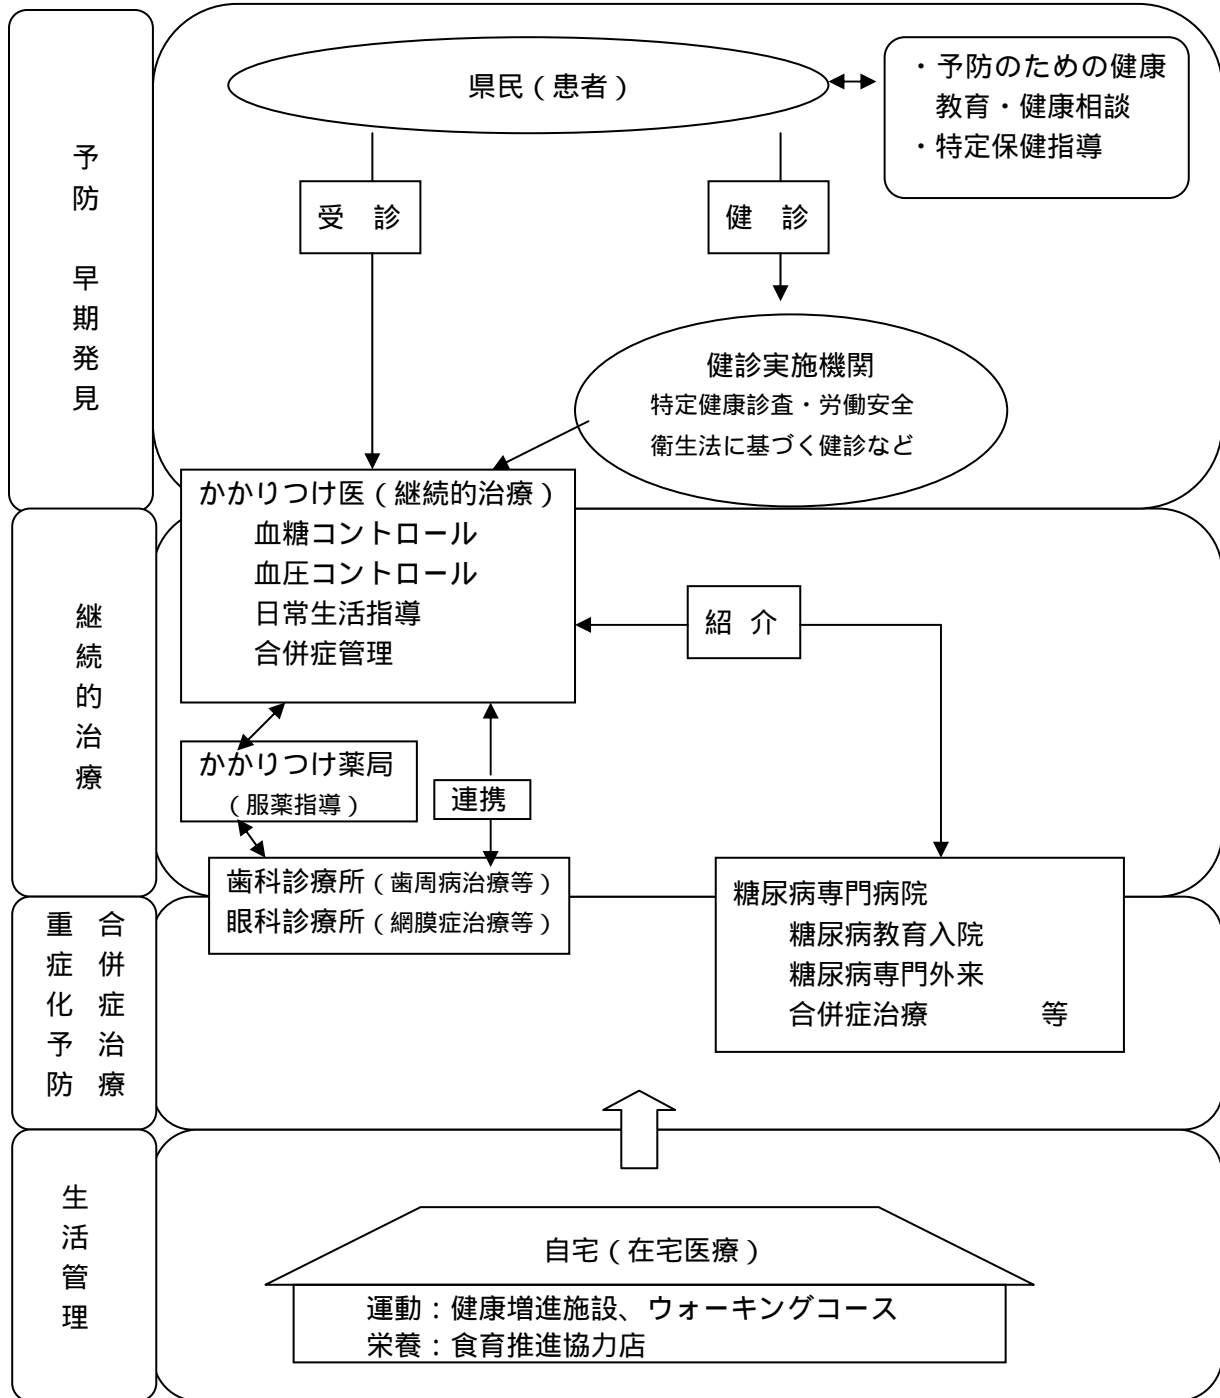 予防　早期発見
県民（患者）
・予防のための健康
教育・健康相談
・特定保健指導
受　診
健　診
健診実施機関
特定健康診査・労働安全
衛生法に基づく健診など
継続的治療
かかりつけ医（継続的治療）
血糖コントロール
血圧コントロール
日常生活指導
合併症管理
紹 介
かかりつけ薬局
（服薬指導）
連携
歯科診療所（歯周病治療等）
眼科診療所（網膜症治療等）
合併症治療
重症化予防
糖尿病専門病院
糖尿病教育入院
糖尿病専門外来
合併症治療　　　　等
生活管理
自宅（在宅医療）
運動：健康増進施設、ウォーキングコース
栄養：食育推進協力店